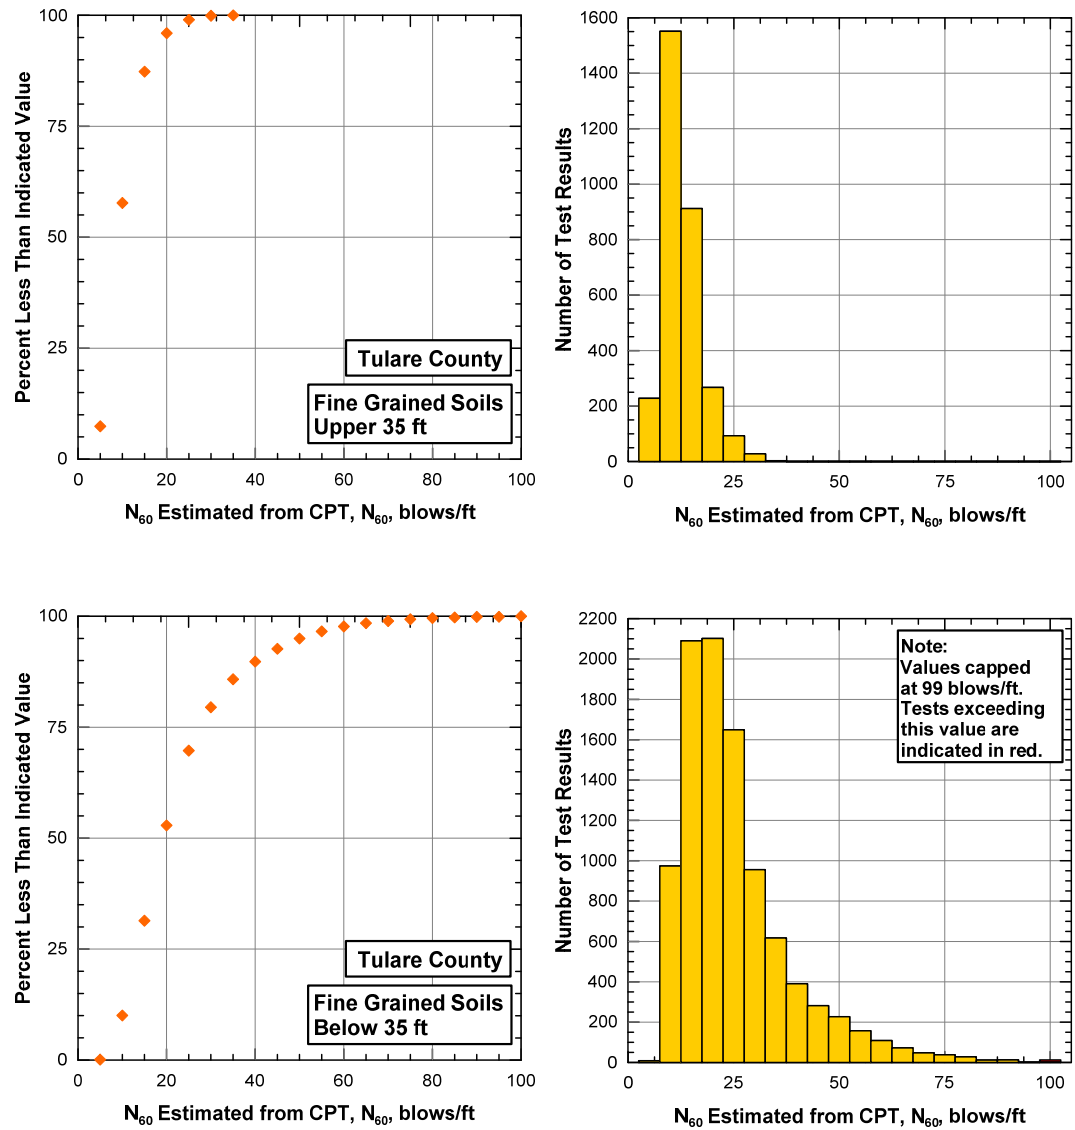 Percent Less Than Indicated Value
100
75
50
25
0
0 20 40 60 80 100
Tulare County
Fine Grained Soils
Upper 35 ft
N60 Estimated from CPT, N60, blows/ft
Number of Test Results
1600
1400
1200
1000
800
600
400
200
0
0 25 50 75 100
N60 Estimated from CPT, N60, blows/ft
Percent Less Than Indicated Value
100
75
50
25
0
0 20 40 60 80 100
Tulare County
Fine Grained Soils
Below 35 ft
N60 Estimated from CPT, N60, blows/ft
Number of Test Results
2200
2000
1800
1600
1400
1200
1000
800
600
400
200
0
0 25 50 75 100
Note:
Values capped
at 99 blows/ft.
Tests exceeding
this value are
indicated in red.
N60 Estimated from CPT, N60, blows/ft